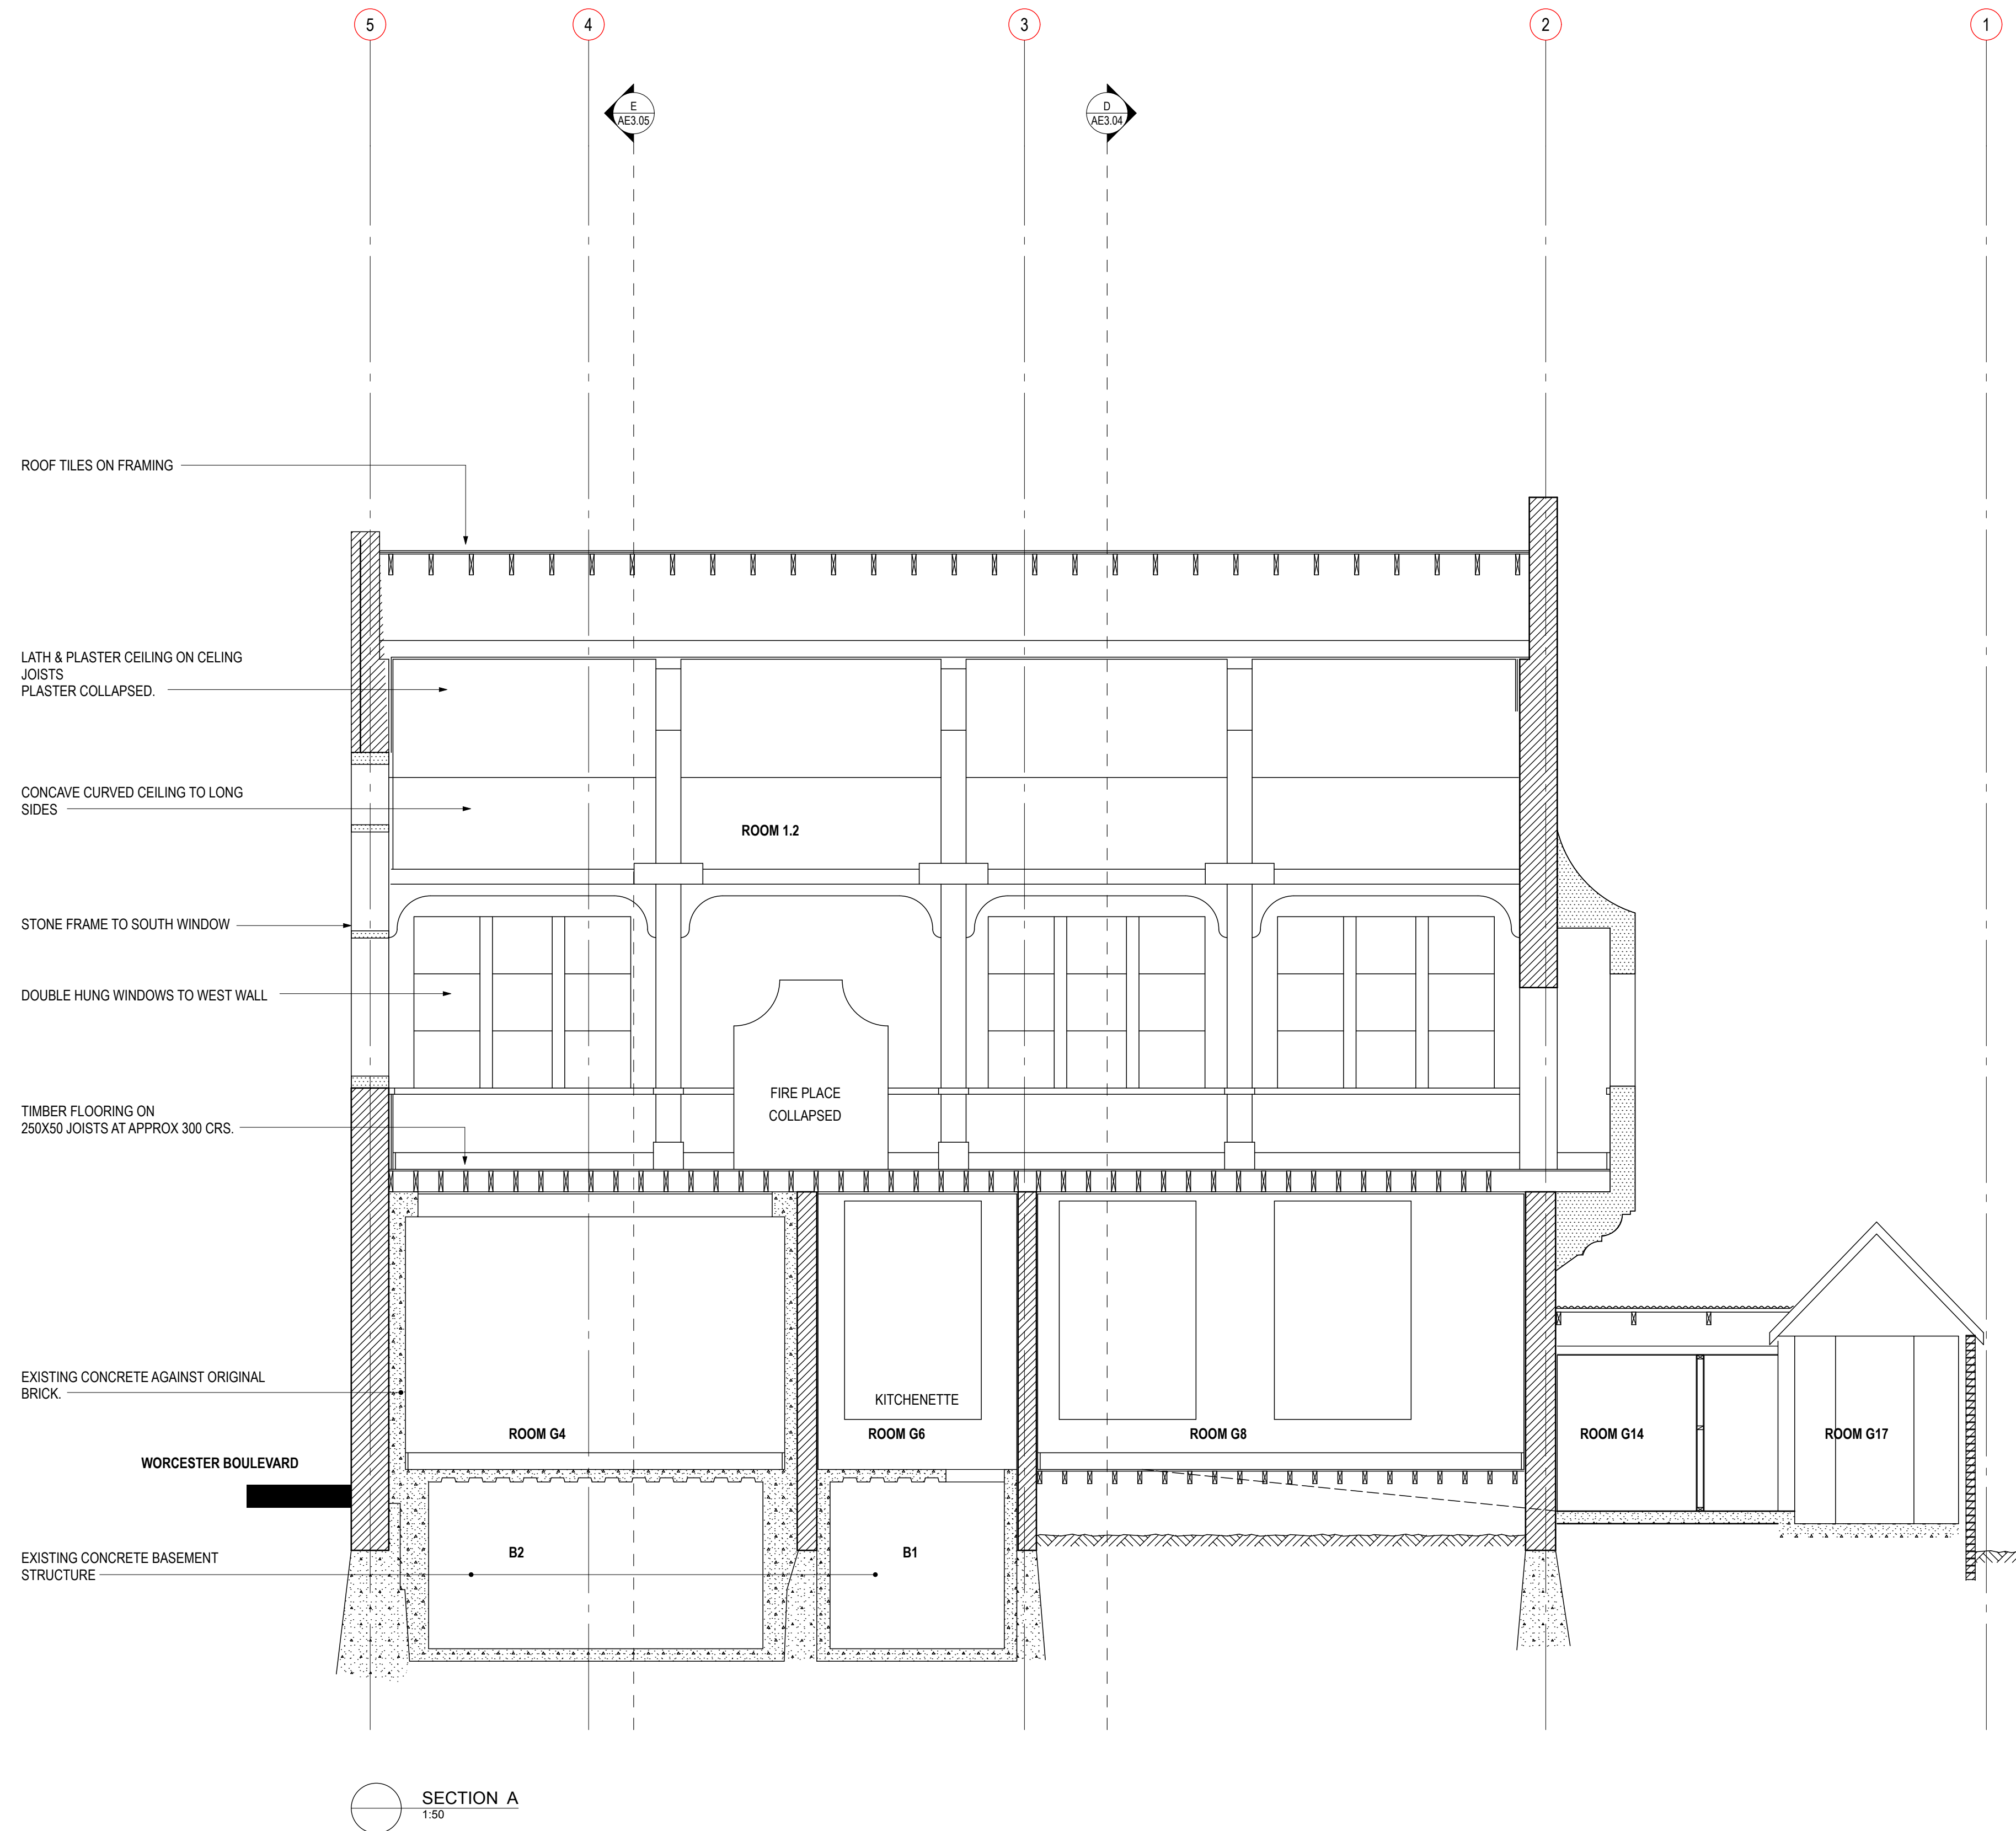 5
4
3
2
1
E
AE3.05
D
AE3.04
ROOF TILES ON FRAMING
LATH & PLASTER CEILING ON CELING
JOISTS
PLASTER COLLAPSED.
CONCAVE CURVED CEILING TO LONG
SIDES
ROOM 1.2
STONE FRAME TO SOUTH WINDOW
DOUBLE HUNG WINDOWS TO WEST WALL
FIRE PLACE
COLLAPSED
TIMBER FLOORING ON
250X50 JOISTS AT APPROX 300 CRS.
EXISTING CONCRETE AGAINST ORIGINAL
BRICK.
KITCHENETTE
ROOM G4
ROOM G6
ROOM G8
ROOM G14
ROOM G17
WORCESTER BOULEVARD
EXISTING CONCRETE BASEMENT
STRUCTURE
B2
B1
SECTION A
1:50